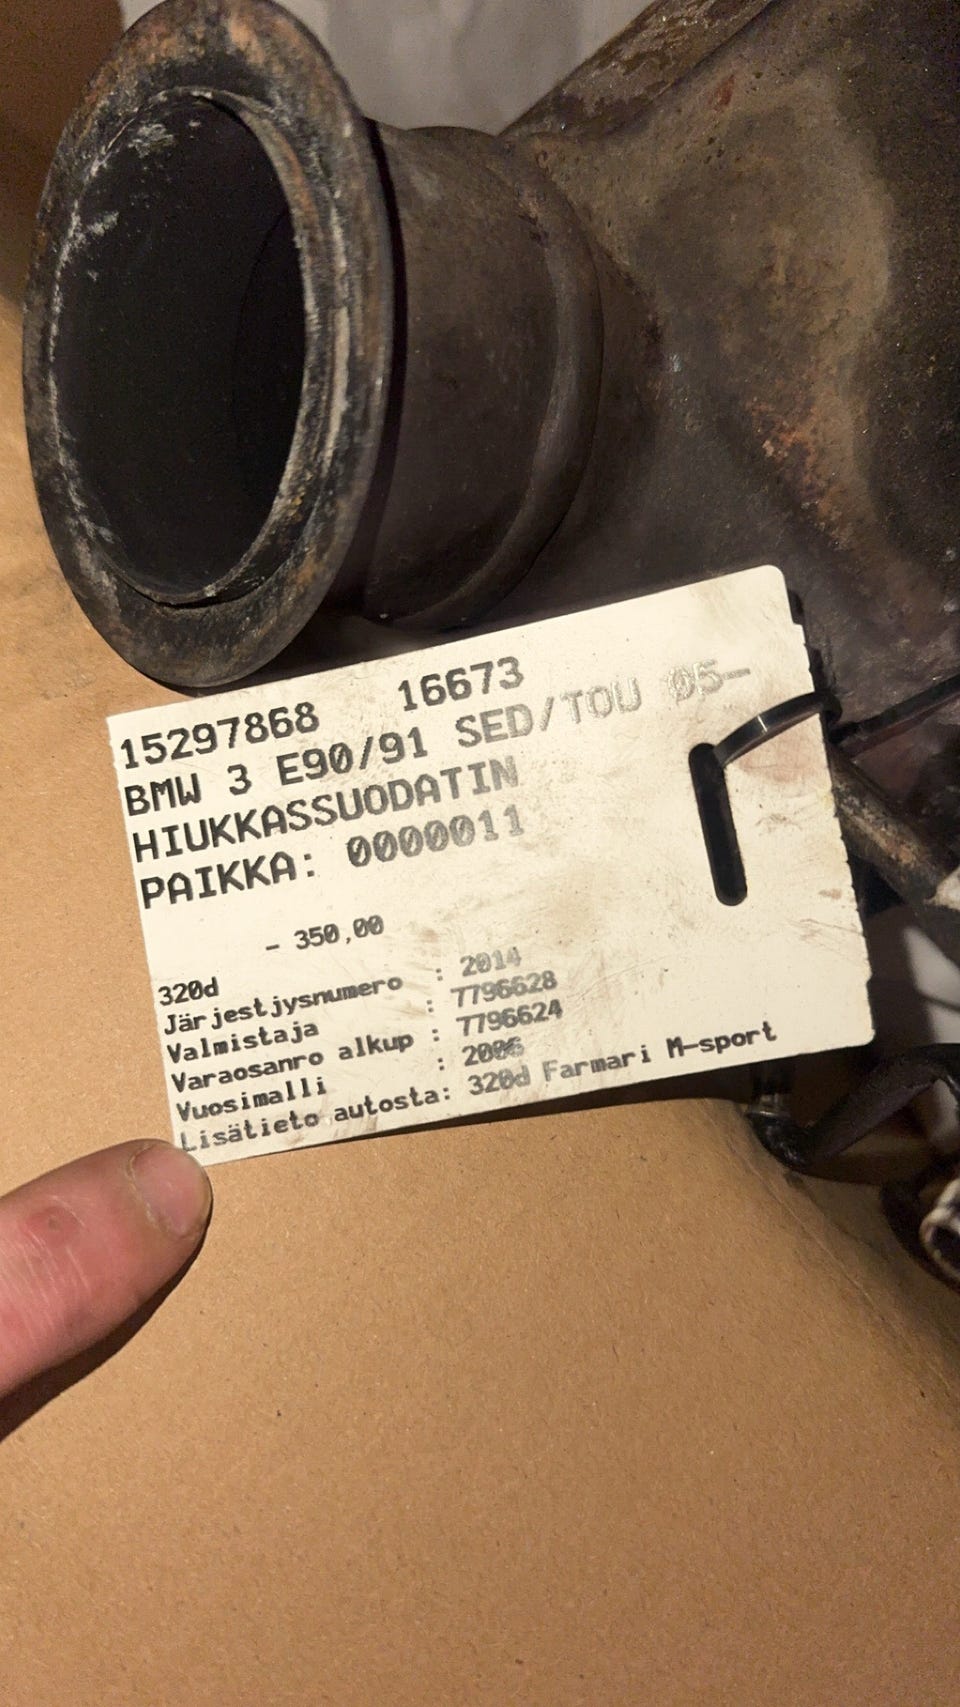 15297868 16673
BMW 3 E90/91 SED/TOU 05-
HIUKKASSUODATIN
PAIKKA: 0000011
- 350,00
320d
Järjestjysnumero : 2014
Valmistaja : 7796628
Varaosanro alkup : 7796624
Vuosimalli : 2006
Lisätieto autosta: 320d Farmari M-sport